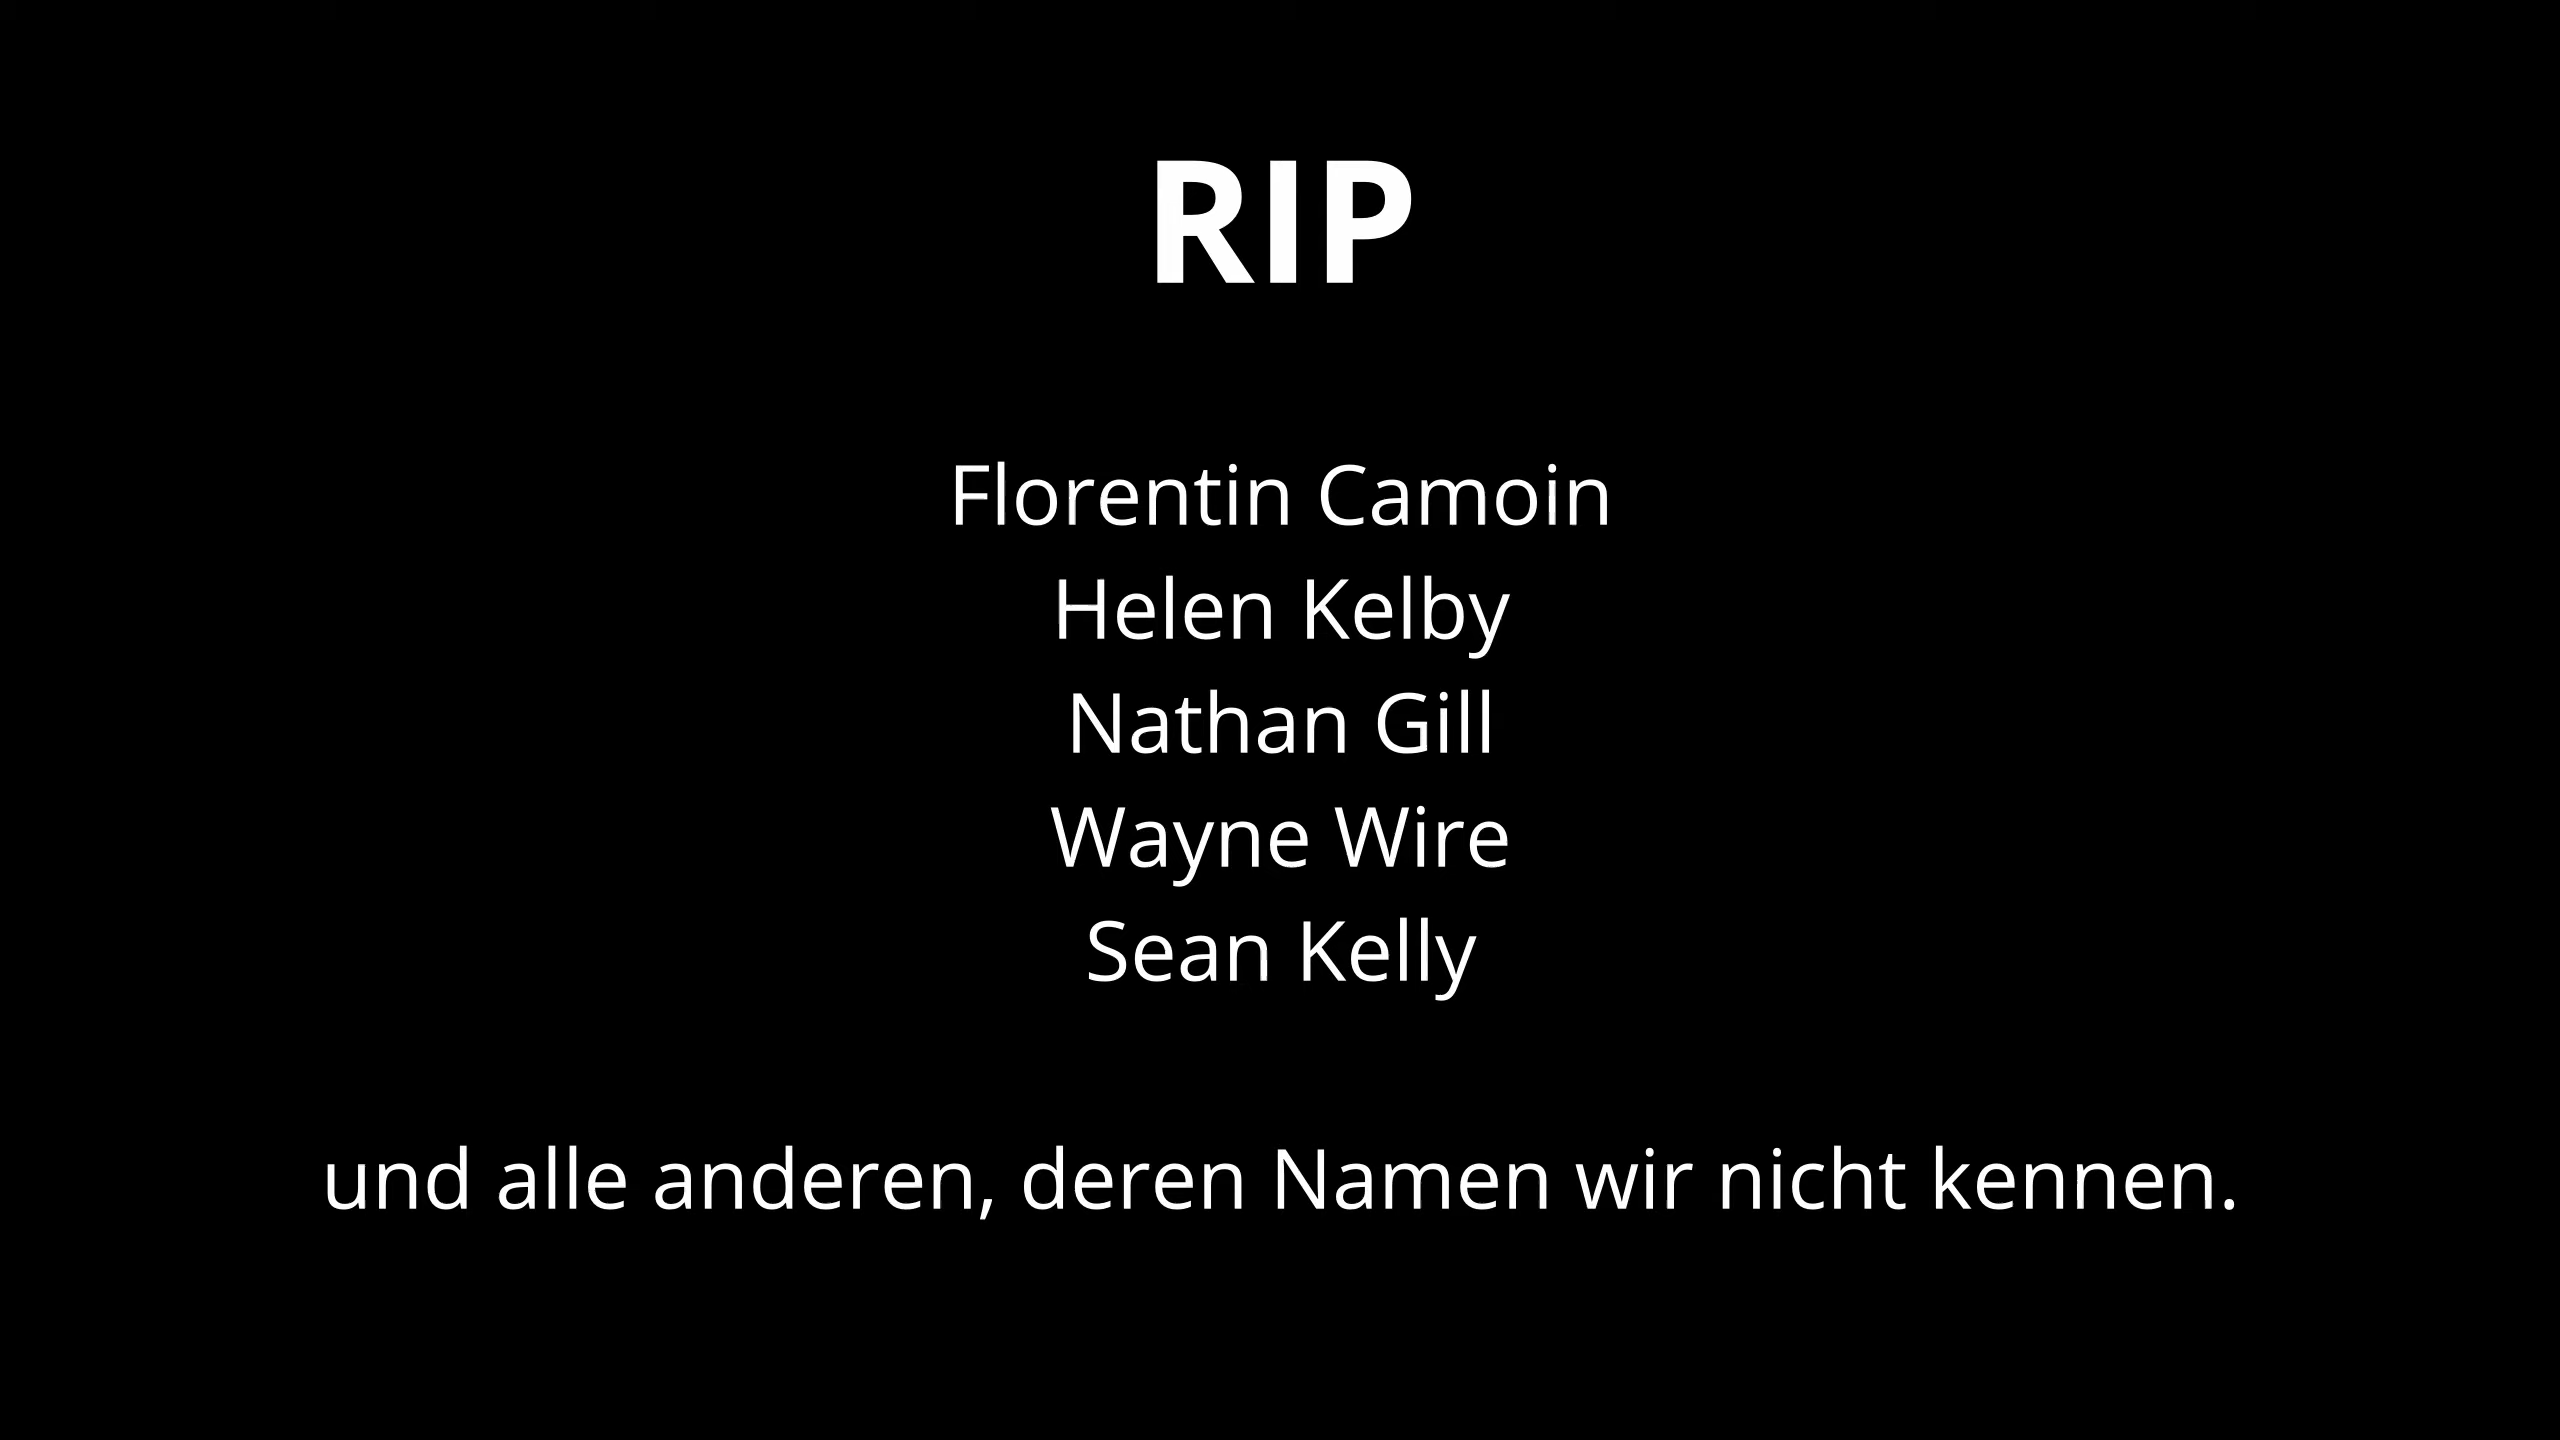 RIP
Florentin Camoin
Helen Kelby
Nathan Gill
Wayne Wire
Sean Kelly
und alle anderen, deren Namen wir nicht kennen.